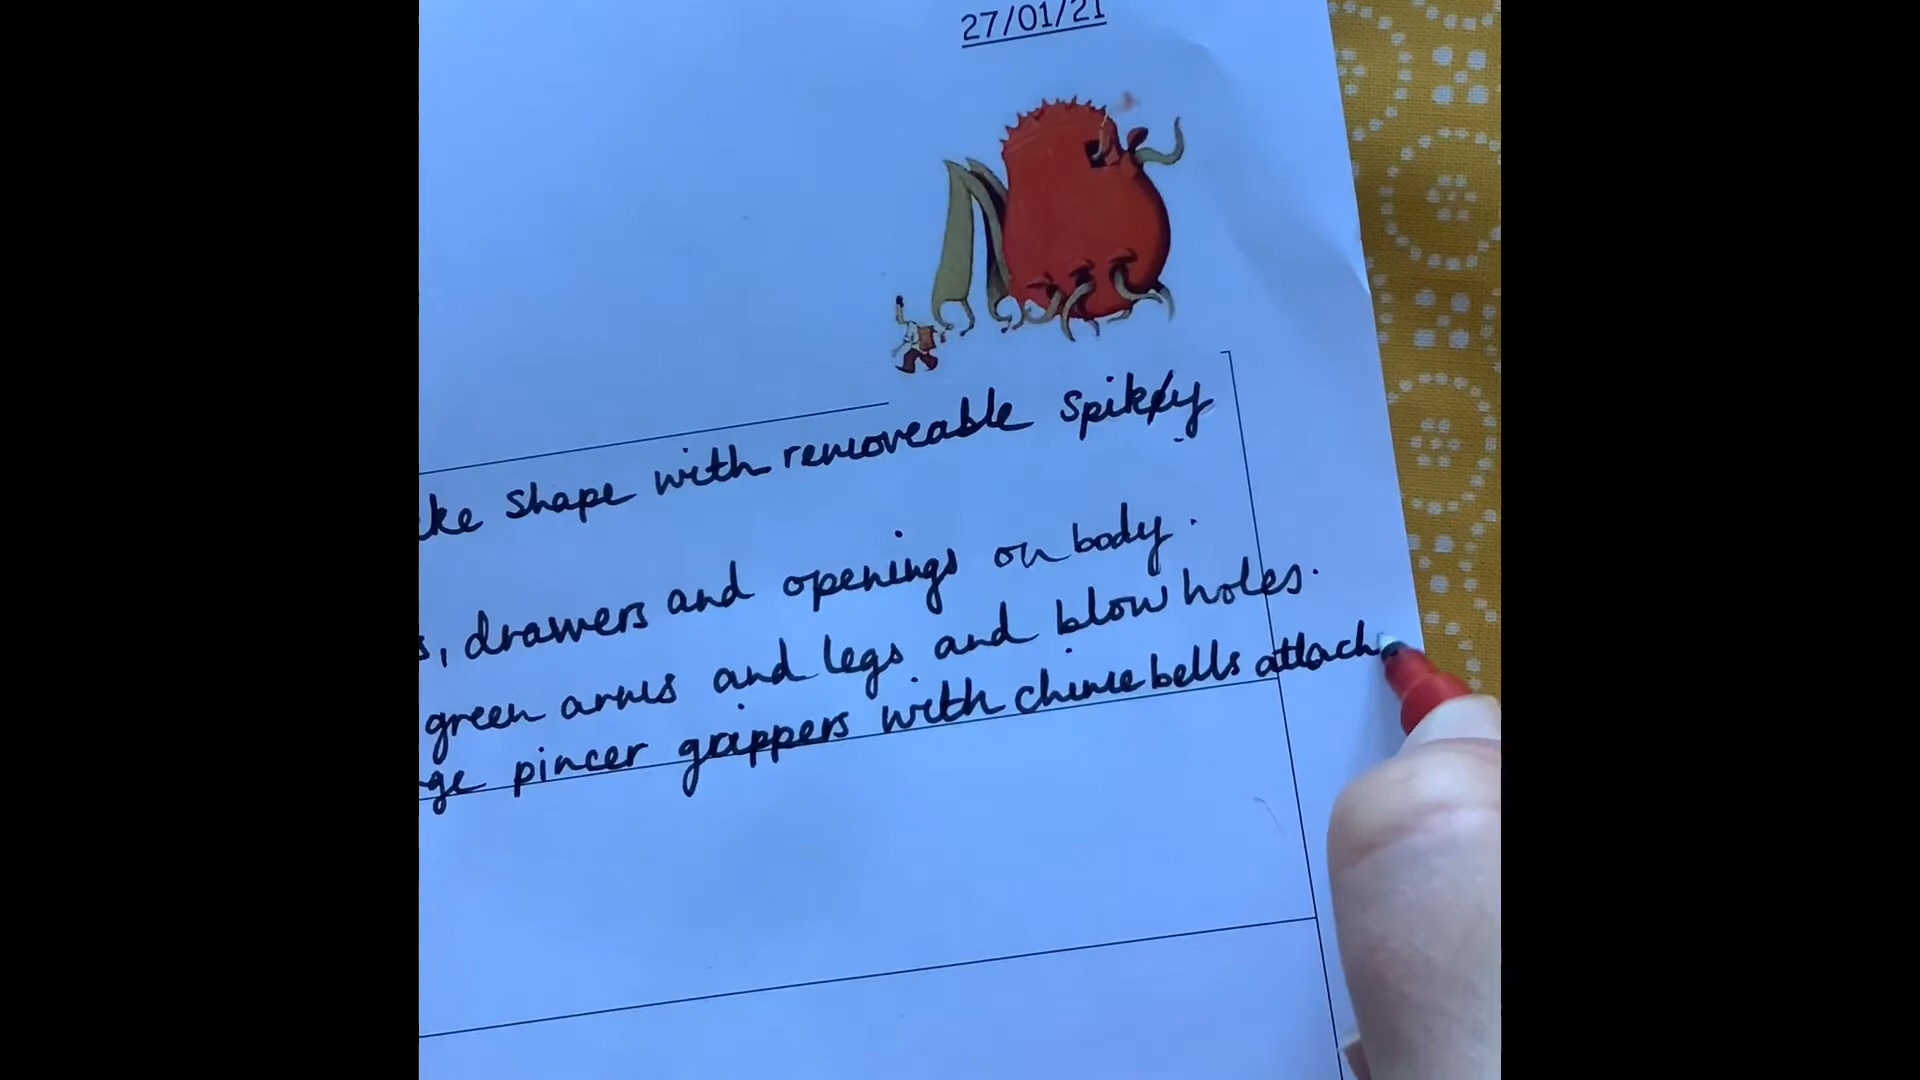 27/01/21
ke shape with removeable spikey
s, drawers and openings on body.
green arms and legs and blow holes.
ge pincer grippers with chime bells attach